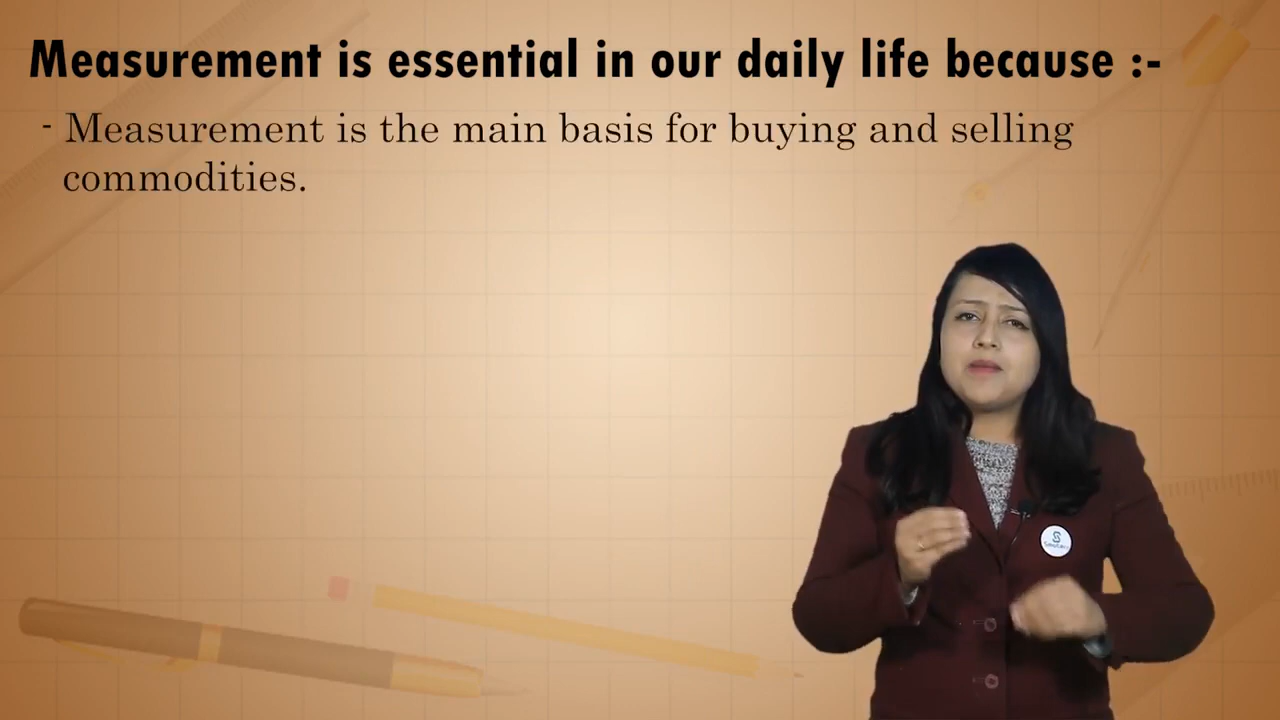 Measurement is essential in our daily life because :-
- Measurement is the main basis for buying and selling
commodities.